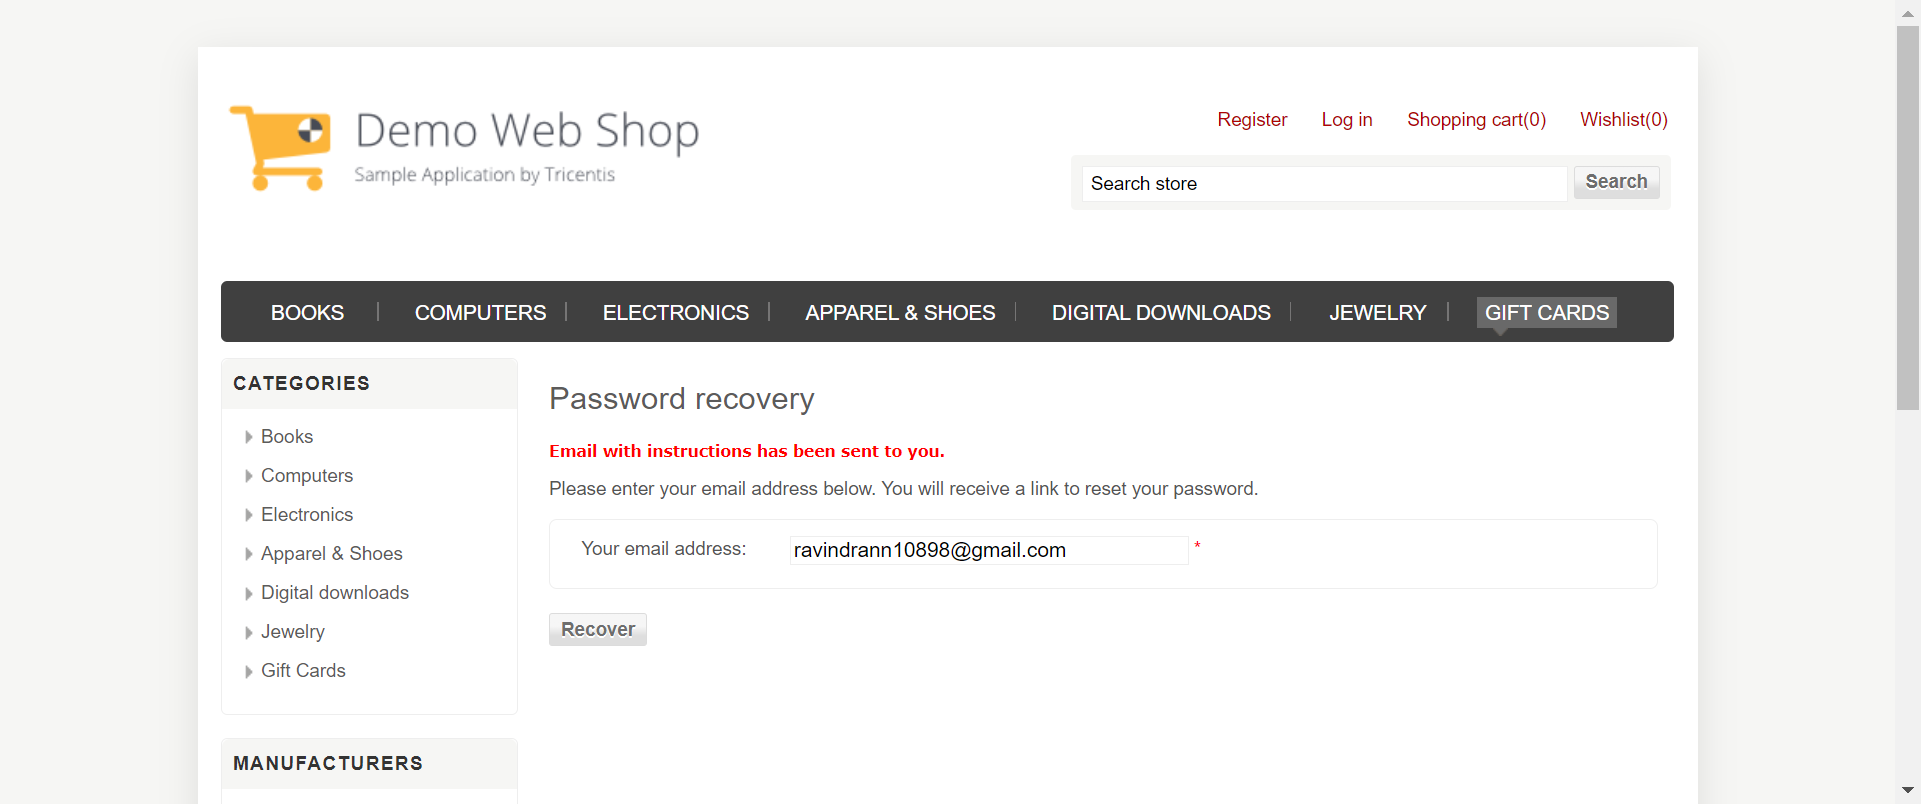 Demo Web Shop
Sample Application by Tricentis
Register Log in Shopping cart(0) Wishlist(0)
Search store Search
BOOKS COMPUTERS ELECTRONICS APPAREL & SHOES DIGITAL DOWNLOADS JEWELRY GIFT CARDS
CATEGORIES
Books
Computers
Electronics
Apparel & Shoes
Digital downloads
Jewelry
Gift Cards
MANUFACTURERS
Password recovery
Email with instructions has been sent to you.
Please enter your email address below. You will receive a link to reset your password.
Your email address: ravindrann10898@gmail.com *
Recover